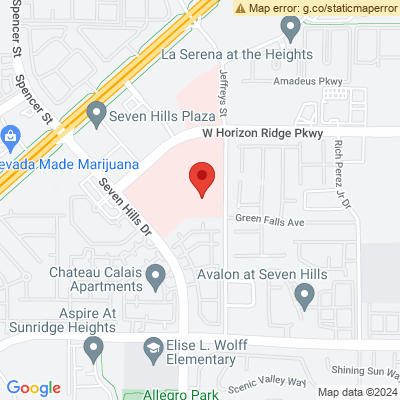 Map error: g.co/staticmaperror
Spencer St
La Serena at the Heights
Jeffreys St
Amadeus Pkwy
Spencer St
Seven Hills Plaza
W Horizon Ridge Pkwy
Rich Perez Jr Dr
evada Made Marijuana
Seven Hills Dr
Green Falls Ave
Chateau Calais
Apartments
Avalon at Seven Hills
Aspire At
Sunridge Heights
Elise L. Wolff
Elementary
Shining Sun Way
Scenic Valley Way
Google
Allegro Park
Map data ©2024